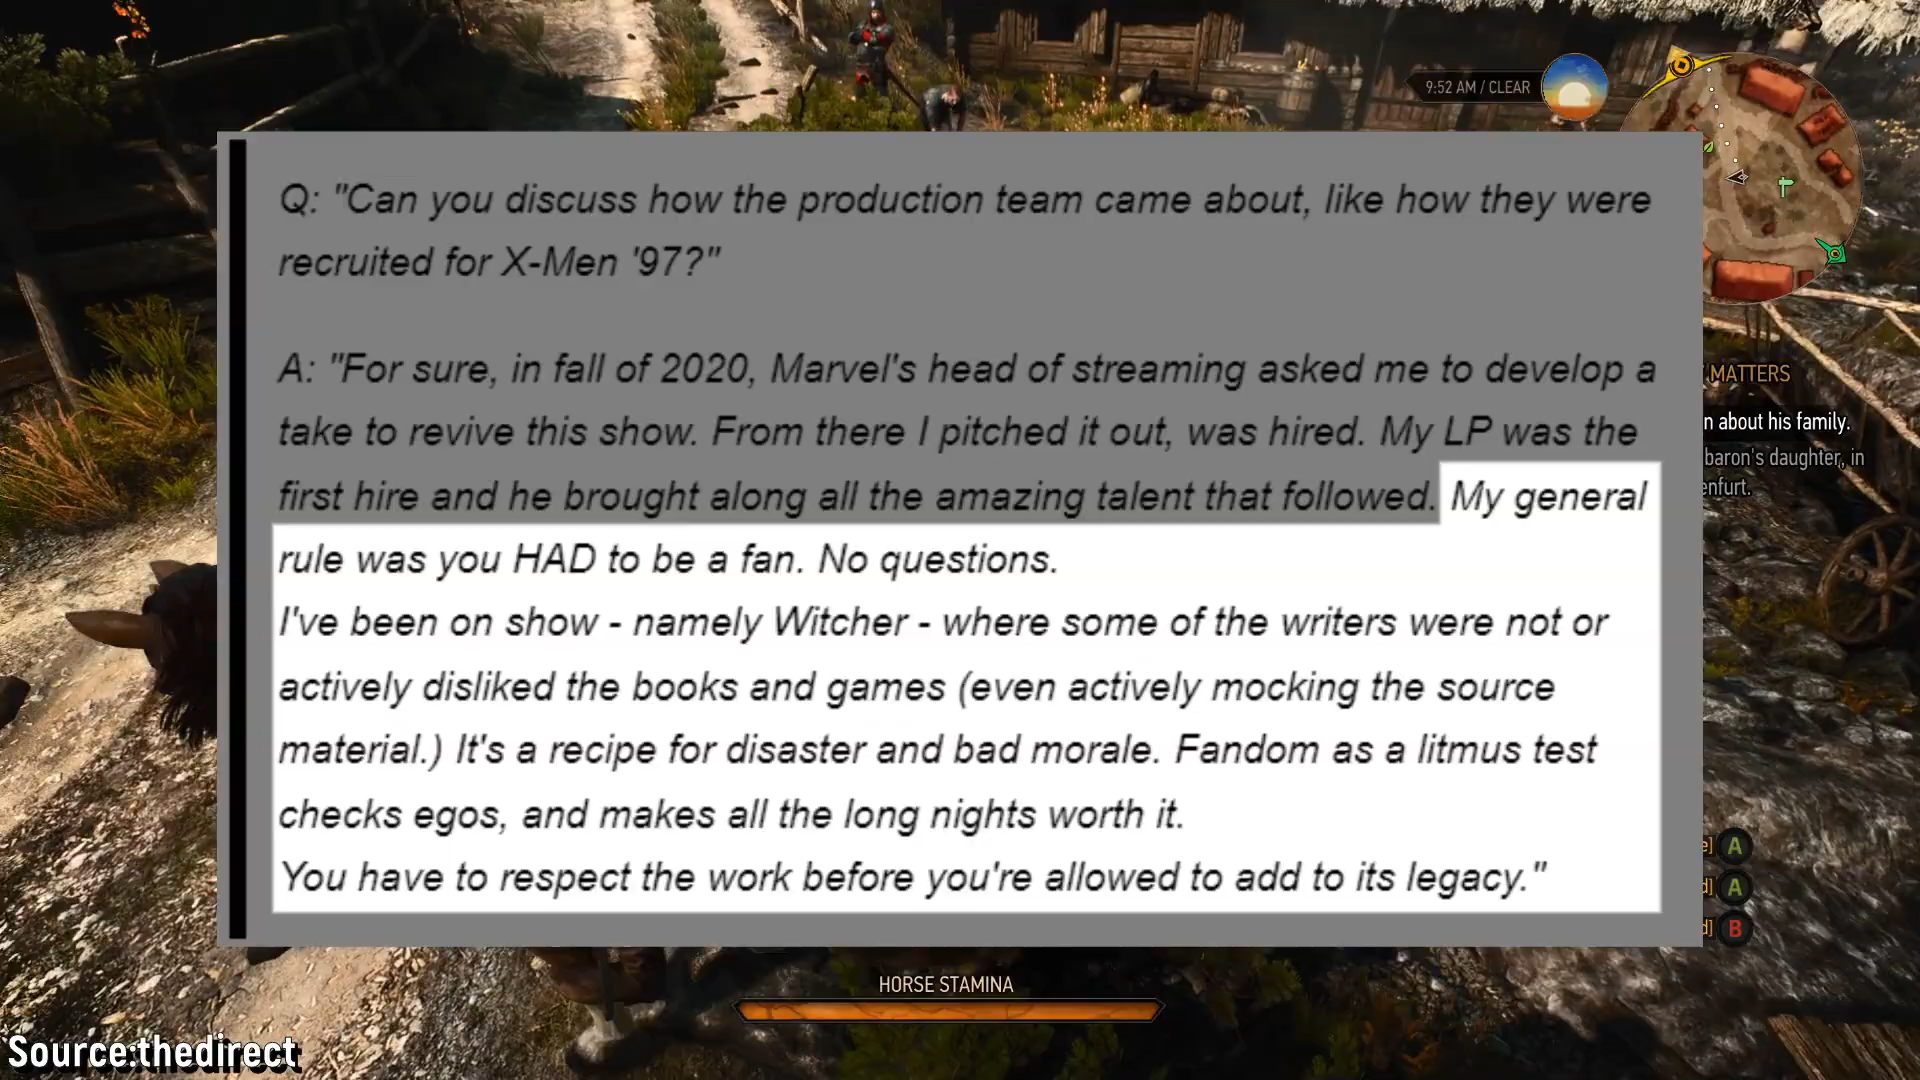 9:52 AM / CLEAR
Q: "Can you discuss how the production team came about, like how they were
recruited for X-Men '97?"
A: "For sure, in fall of 2020, Marvel's head of streaming asked me to develop a
take to revive this show. From there I pitched it out, was hired. My LP was the
first hire and he brought along all the amazing talent that followed. My general
rule was you HAD to be a fan. No questions.
I've been on show - namely Witcher - where some of the writers were not or
actively disliked the books and games (even actively mocking the source
material.) It's a recipe for disaster and bad morale. Fandom as a litmus test
checks egos, and makes all the long nights worth it.
You have to respect the work before you're allowed to add to its legacy."
MATTERS
n about his family.
baron's daughter, in
enfurt.
A
A
B
HORSE STAMINA
Source:thedirect